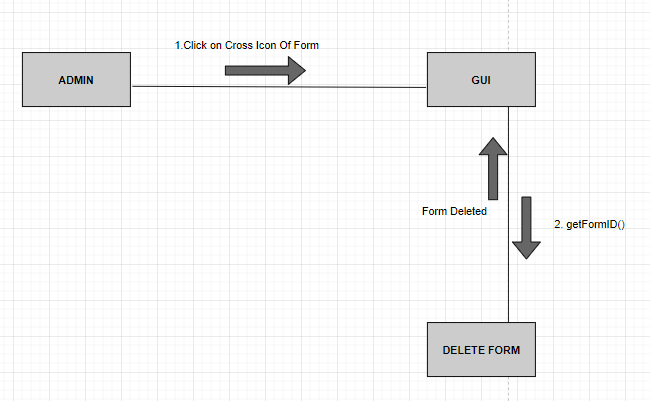 1.Click on Cross Icon Of Form
ADMIN
GUI
Form Deleted
2. getFormID()
DELETE FORM